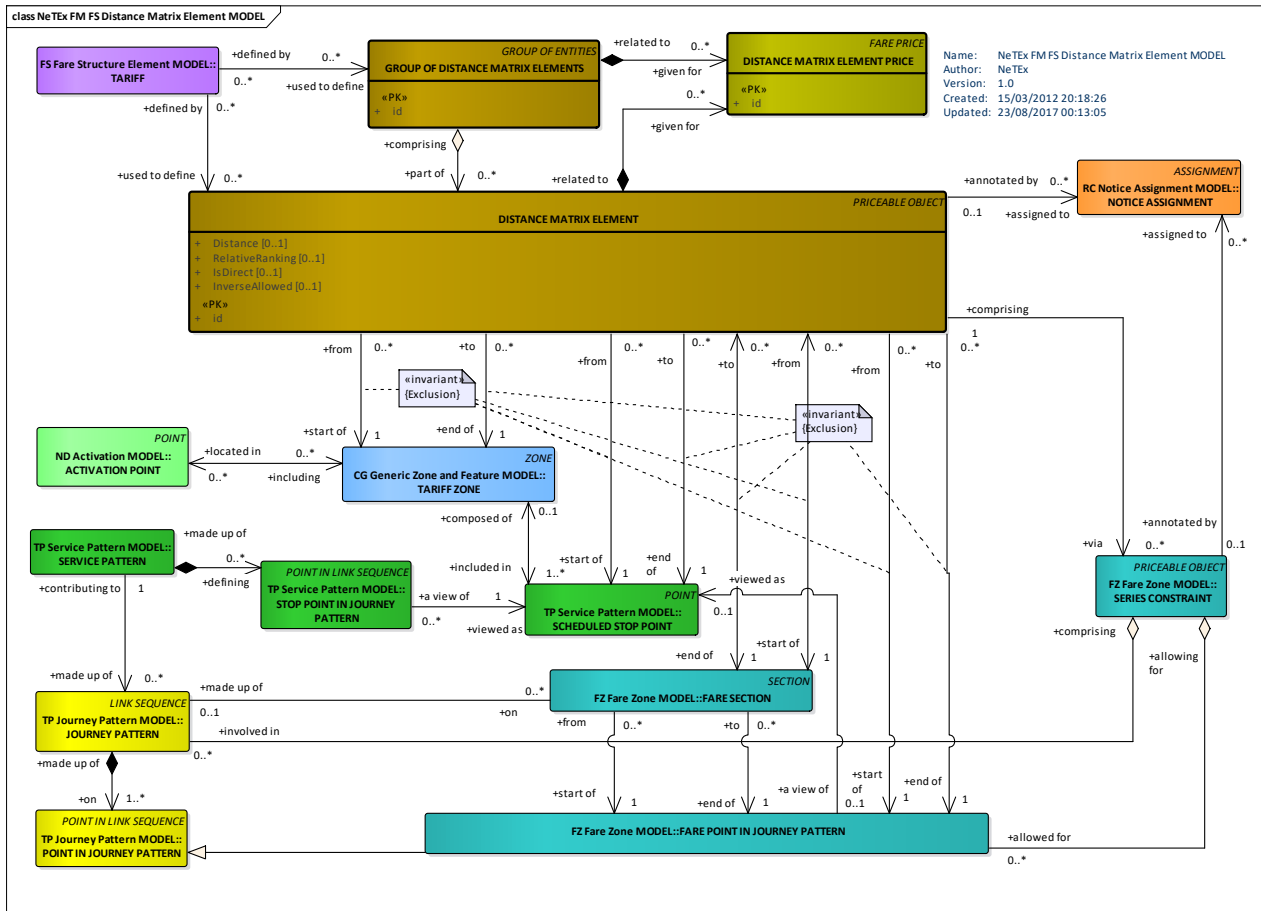 class NeTEx FM FS Distance Matrix Element MODEL
FS Fare Structure Element MODEL::
TARIFF
+defined by
0..*
0..*
+used to define
GROUP OF ENTITIES
GROUP OF DISTANCE MATRIX ELEMENTS
«PK»
+ id
+related to
0..*
+given for
FARE PRICE
DISTANCE MATRIX ELEMENT PRICE
«PK»
+ id
Name: NeTEx FM FS Distance Matrix Element MODEL
Author: NeTEx
Version: 1.0
Created: 15/03/2012 20:18:26
Updated: 23/08/2017 00:13:05
+defined by
0..*
+used to define
0..*
+comprising
+part of
0..*
0..*
+given for
+related to
PRICEABLE OBJECT
DISTANCE MATRIX ELEMENT
+ Distance [0..1]
+ RelativeRanking [0..1]
+ IsDirect [0..1]
+ InverseAllowed [0..1]
«PK»
+ id
+annotated by
0..*
0..1
+assigned to
ASSIGNMENT
RC Notice Assignment MODEL::
NOTICE ASSIGNMENT
+assigned to
0..*
+comprising
1
+from
0..*
+to
0..*
+from
0..*
+to
0..*
+to
0..*
+from
0..*
+from
0..*
+to
0..*
«invariant»
{Exclusion}
«invariant»
{Exclusion}
POINT
ND Activation MODEL::
ACTIVATION POINT
+located in
0..*
0..*
+including
+start of
1
+end of
1
ZONE
CG Generic Zone and Feature MODEL::
TARIFF ZONE
+composed of
0..1
+included in
1..*
+annotated by
0..1
+via
0..*
PRICEABLE OBJECT
FZ Fare Zone MODEL::
SERIES CONSTRAINT
TP Service Pattern MODEL::
SERVICE PATTERN
+made up of
0..*
+defining
POINT IN LINK SEQUENCE
TP Service Pattern MODEL::
STOP POINT IN JOURNEY
PATTERN
+a view of
1
0..*
+viewed as
+start of
1
+end
of
1
POINT
TP Service Pattern MODEL::
SCHEDULED STOP POINT
+viewed as
0..1
+contributing to
1
+made up of
0..*
+end of
1
+start of
1
+comprising
+allowing
for
LINK SEQUENCE
TP Journey Pattern MODEL::
JOURNEY PATTERN
+made up of
0..1
0..*
+on
SECTION
FZ Fare Zone MODEL::FARE SECTION
+involved in
0..*
+from
0..*
+to
0..*
+made up of
+on
1..*
+start of
1
+end of
1
+a view of
0..1
+start
of
1
+end of
1
POINT IN LINK SEQUENCE
TP Journey Pattern MODEL::
POINT IN JOURNEY PATTERN
FZ Fare Zone MODEL::FARE POINT IN JOURNEY PATTERN
+allowed for
0..*